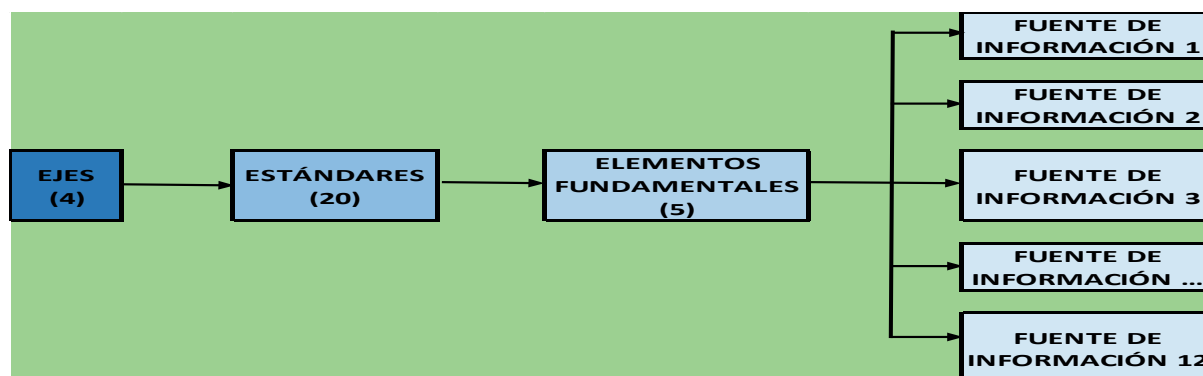 EJES
(4)
ESTÁNDARES
(20)
ELEMENTOS
FUNDAMENTALES
(5)
FUENTE DE
INFORMACIÓN 1
FUENTE DE
INFORMACIÓN 2
FUENTE DE
INFORMACIÓN 3
FUENTE DE
INFORMACIÓN ...
FUENTE DE
INFORMACIÓN 12